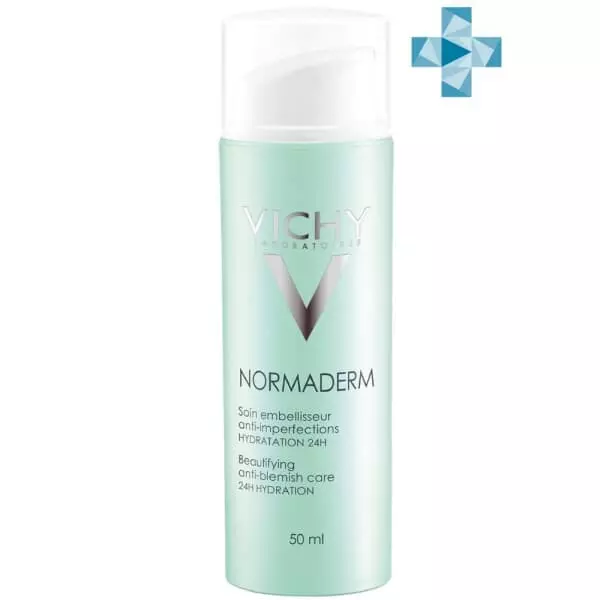 VICHY
LABORATOIRES
NORMADERM
Soin embellisseur
anti-imperfections
HYDRATATION 24H
Beautifying
anti-blemish care
24H HYDRATION
50 ml